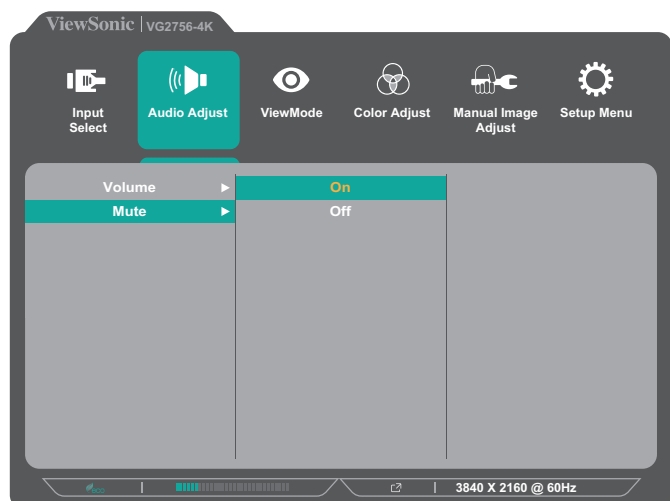 ViewSonic | VG2756-4K
Input Select
Audio Adjust
ViewMode
Color Adjust
Manual Image Adjust
Setup Menu
Volume
On
Mute
Off
eco
3840 X 2160 @ 60Hz